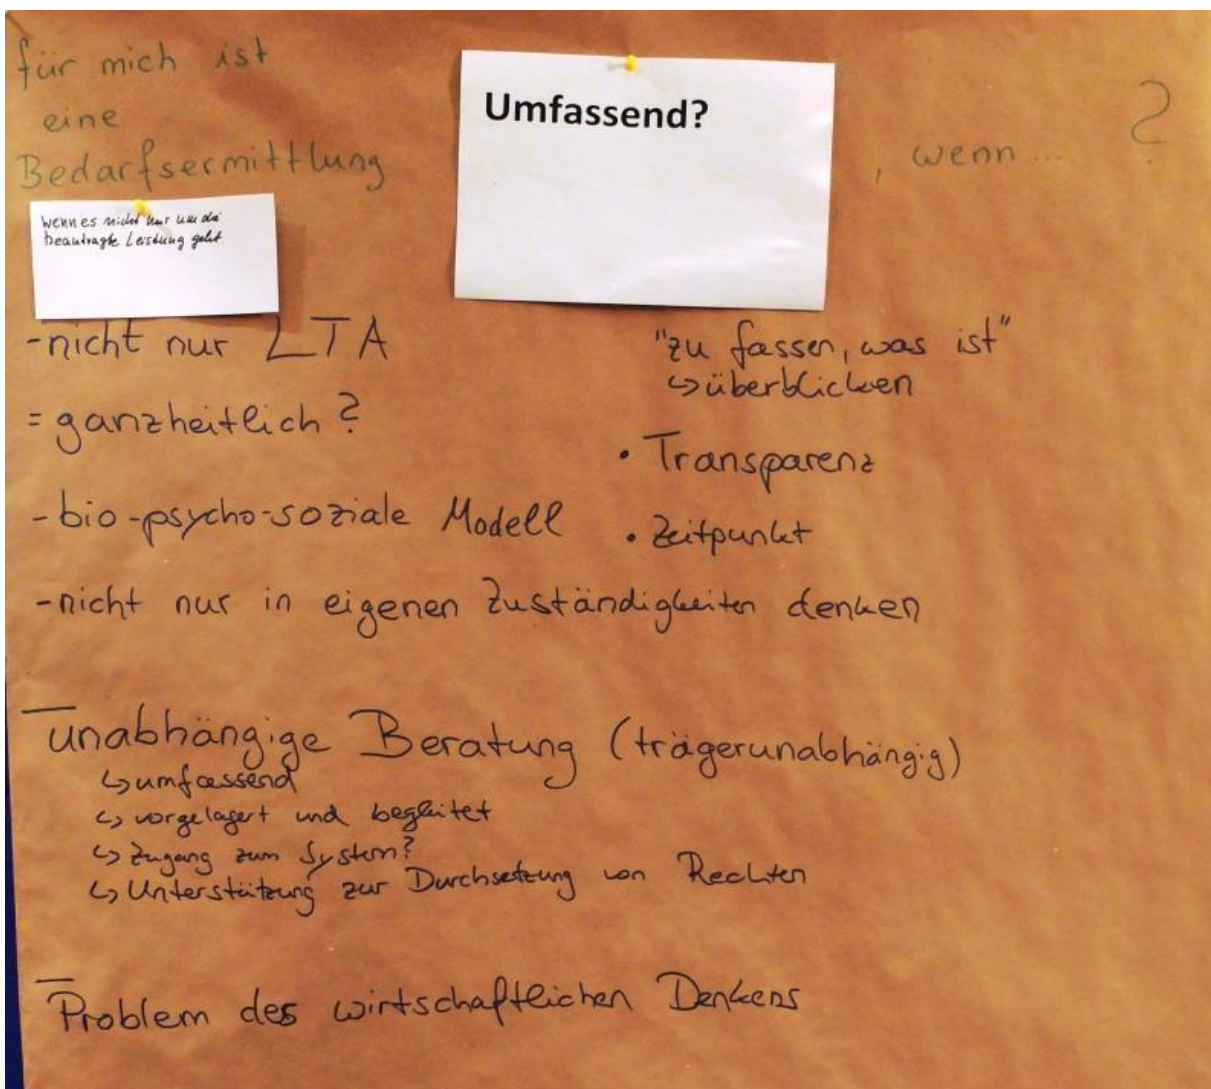 für mich ist
eine
Bedarfsermittlung
Umfassend?
, wenn ... ?
wenn es nicht nur um die
beantragte Leistung geht
-nicht nur LTA
= ganzheitlich?
-bio-psycho-soziale Modell
-nicht nur in eigenen Zuständigkeiten denken
"zu fassen, was ist"
↳ überblicken
• Transparenz
• Zeitpunkt
- unabhängige Beratung (trägerunabhängig)
↳ umfassend
↳ vorgelagert und begleitet
↳ Zugang zum System?
↳ Unterstützung zur Durchsetzung von Rechten
- Problem des wirtschaftlichen Denkens